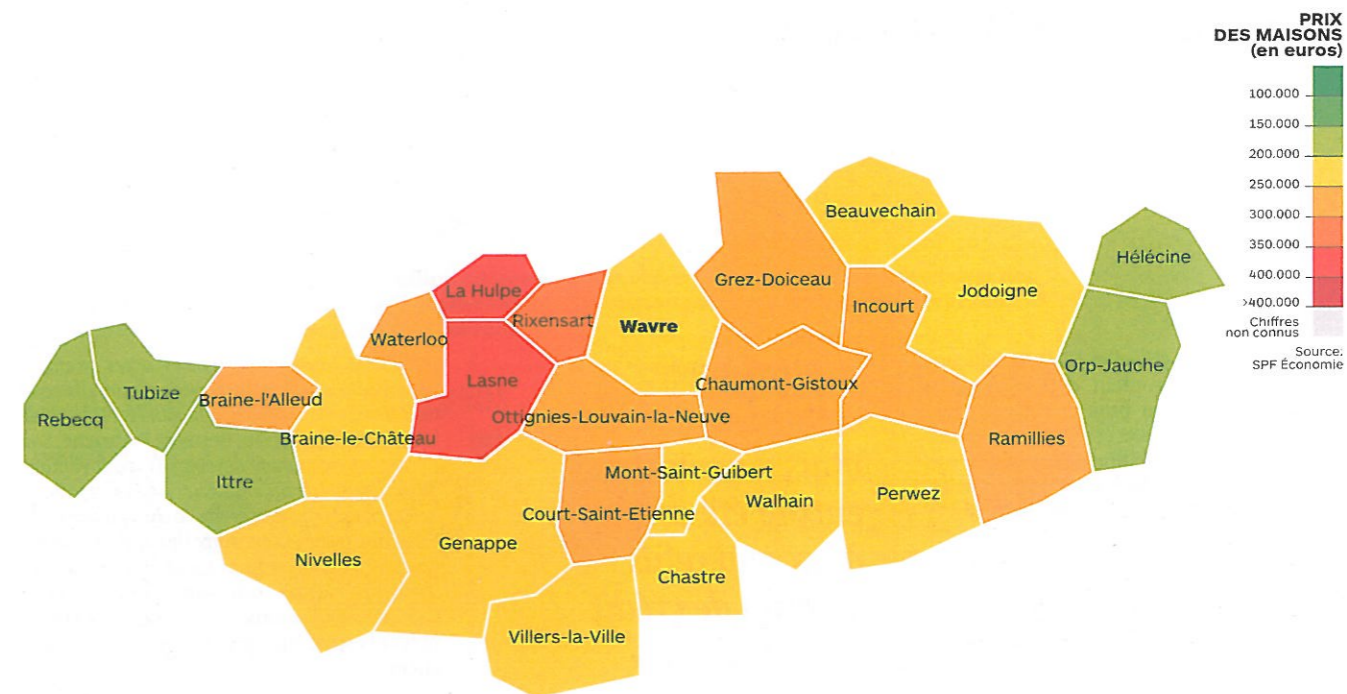 PRIX
DES MAISONS
(en euros)
100.000
150.000
200.000
250.000
300.000
350.000
400.000
>400.000
Chiffres
non connus
Source:
SPF Économie
Beauvechain
Hélécine
Grez-Doiceau
Jodoigne
La Hulpe
Incourt
Rixensart
Wavre
Waterloo
Orp-Jauche
Lasne
Chaumont-Gistoux
Tubize
Braine-l'Alleud
Ottignies-Louvain-la-Neuve
Rebecq
Braine-le-Château
Ramillies
Mont-Saint-Guibert
Ittre
Walhain
Perwez
Court-Saint-Etienne
Genappe
Nivelles
Chastre
Villers-la-Ville